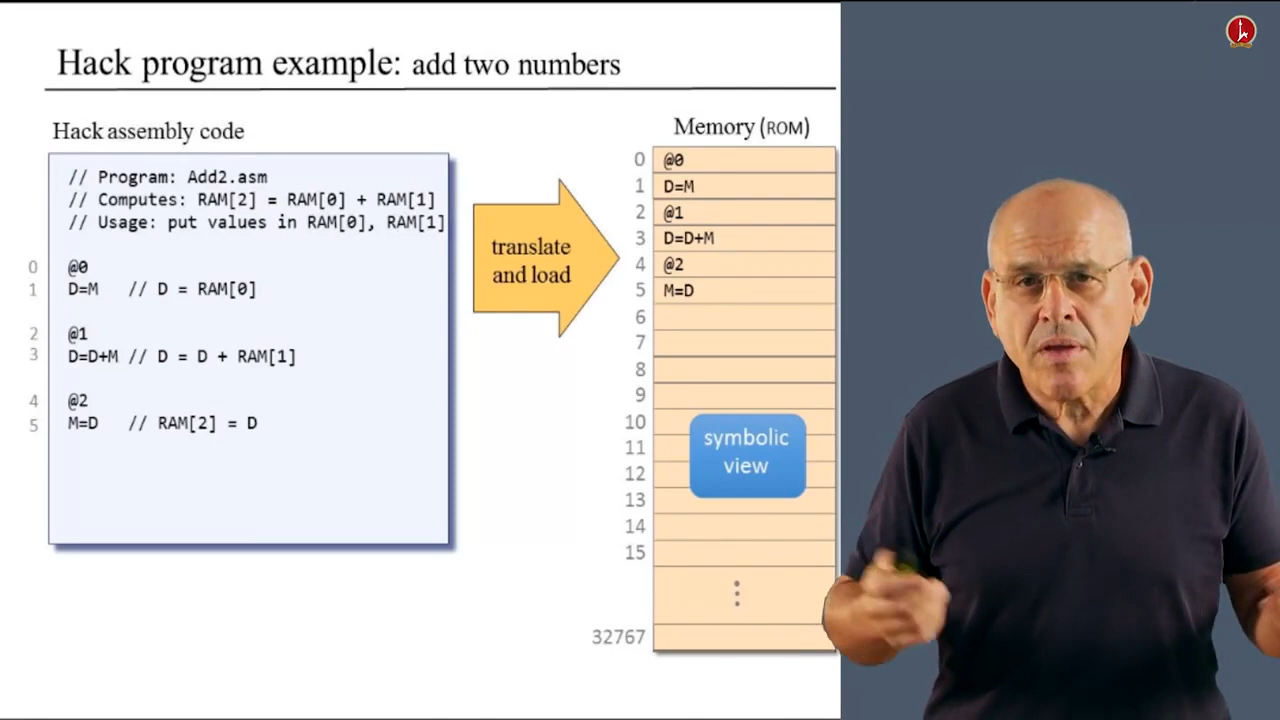 Hack program example: add two numbers
Hack assembly code
// Program: Add2.asm
// Computes: RAM[2] = RAM[0] + RAM[1]
// Usage: put values in RAM[0], RAM[1]
0 @0
1 D=M // D = RAM[0]
2 @1
3 D=D+M // D = D + RAM[1]
4 @2
5 M=D // RAM[2] = D
translate
and load
Memory (ROM)
0 @0
1 D=M
2 @1
3 D=D+M
4 @2
5 M=D
6
7
8
9
10
11
12
13
14
15
32767
symbolic
view